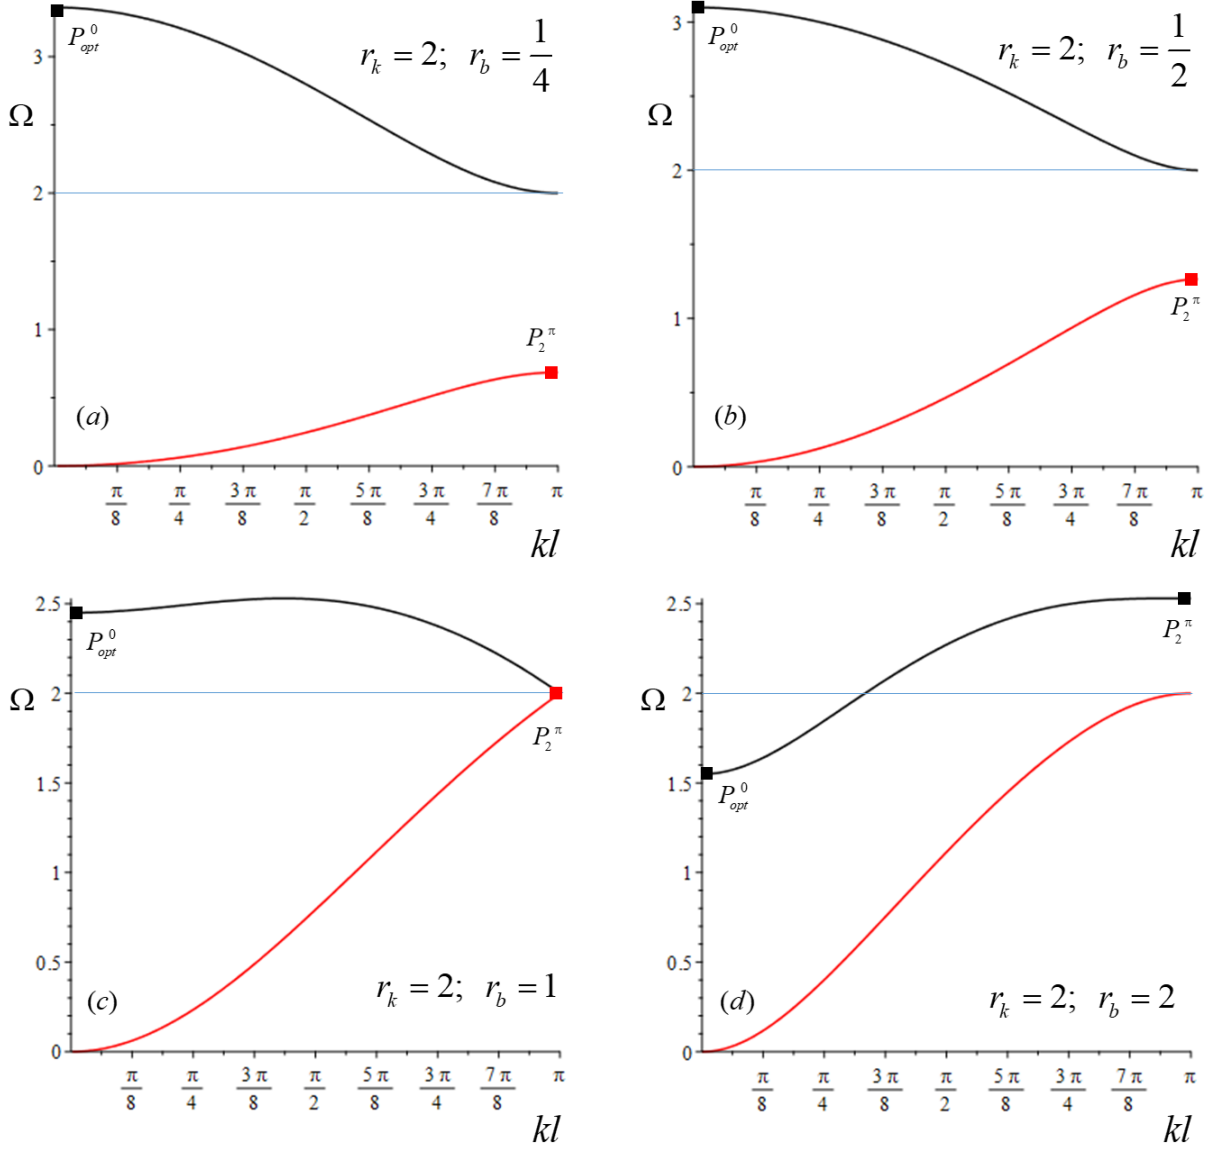 P_opt^0
r_k = 2; r_b = 1/4
3
Ω
2
1
P_2^π
(a)
0
π/8 π/4 3π/8 π/2 5π/8 3π/4 7π/8 π
kl
P_opt^0
r_k = 2; r_b = 1/2
3
Ω
2
P_2^π
1
(b)
0
π/8 π/4 3π/8 π/2 5π/8 3π/4 7π/8 π
kl
2.5
P_opt^0
Ω
2
P_2^π
1.5
1
0.5
(c)
r_k = 2; r_b = 1
0
π/8 π/4 3π/8 π/2 5π/8 3π/4 7π/8 π
kl
2.5
P_2^π
Ω
2
1.5
P_opt^0
1
0.5
(d)
r_k = 2; r_b = 2
0
π/8 π/4 3π/8 π/2 5π/8 3π/4 7π/8 π
kl